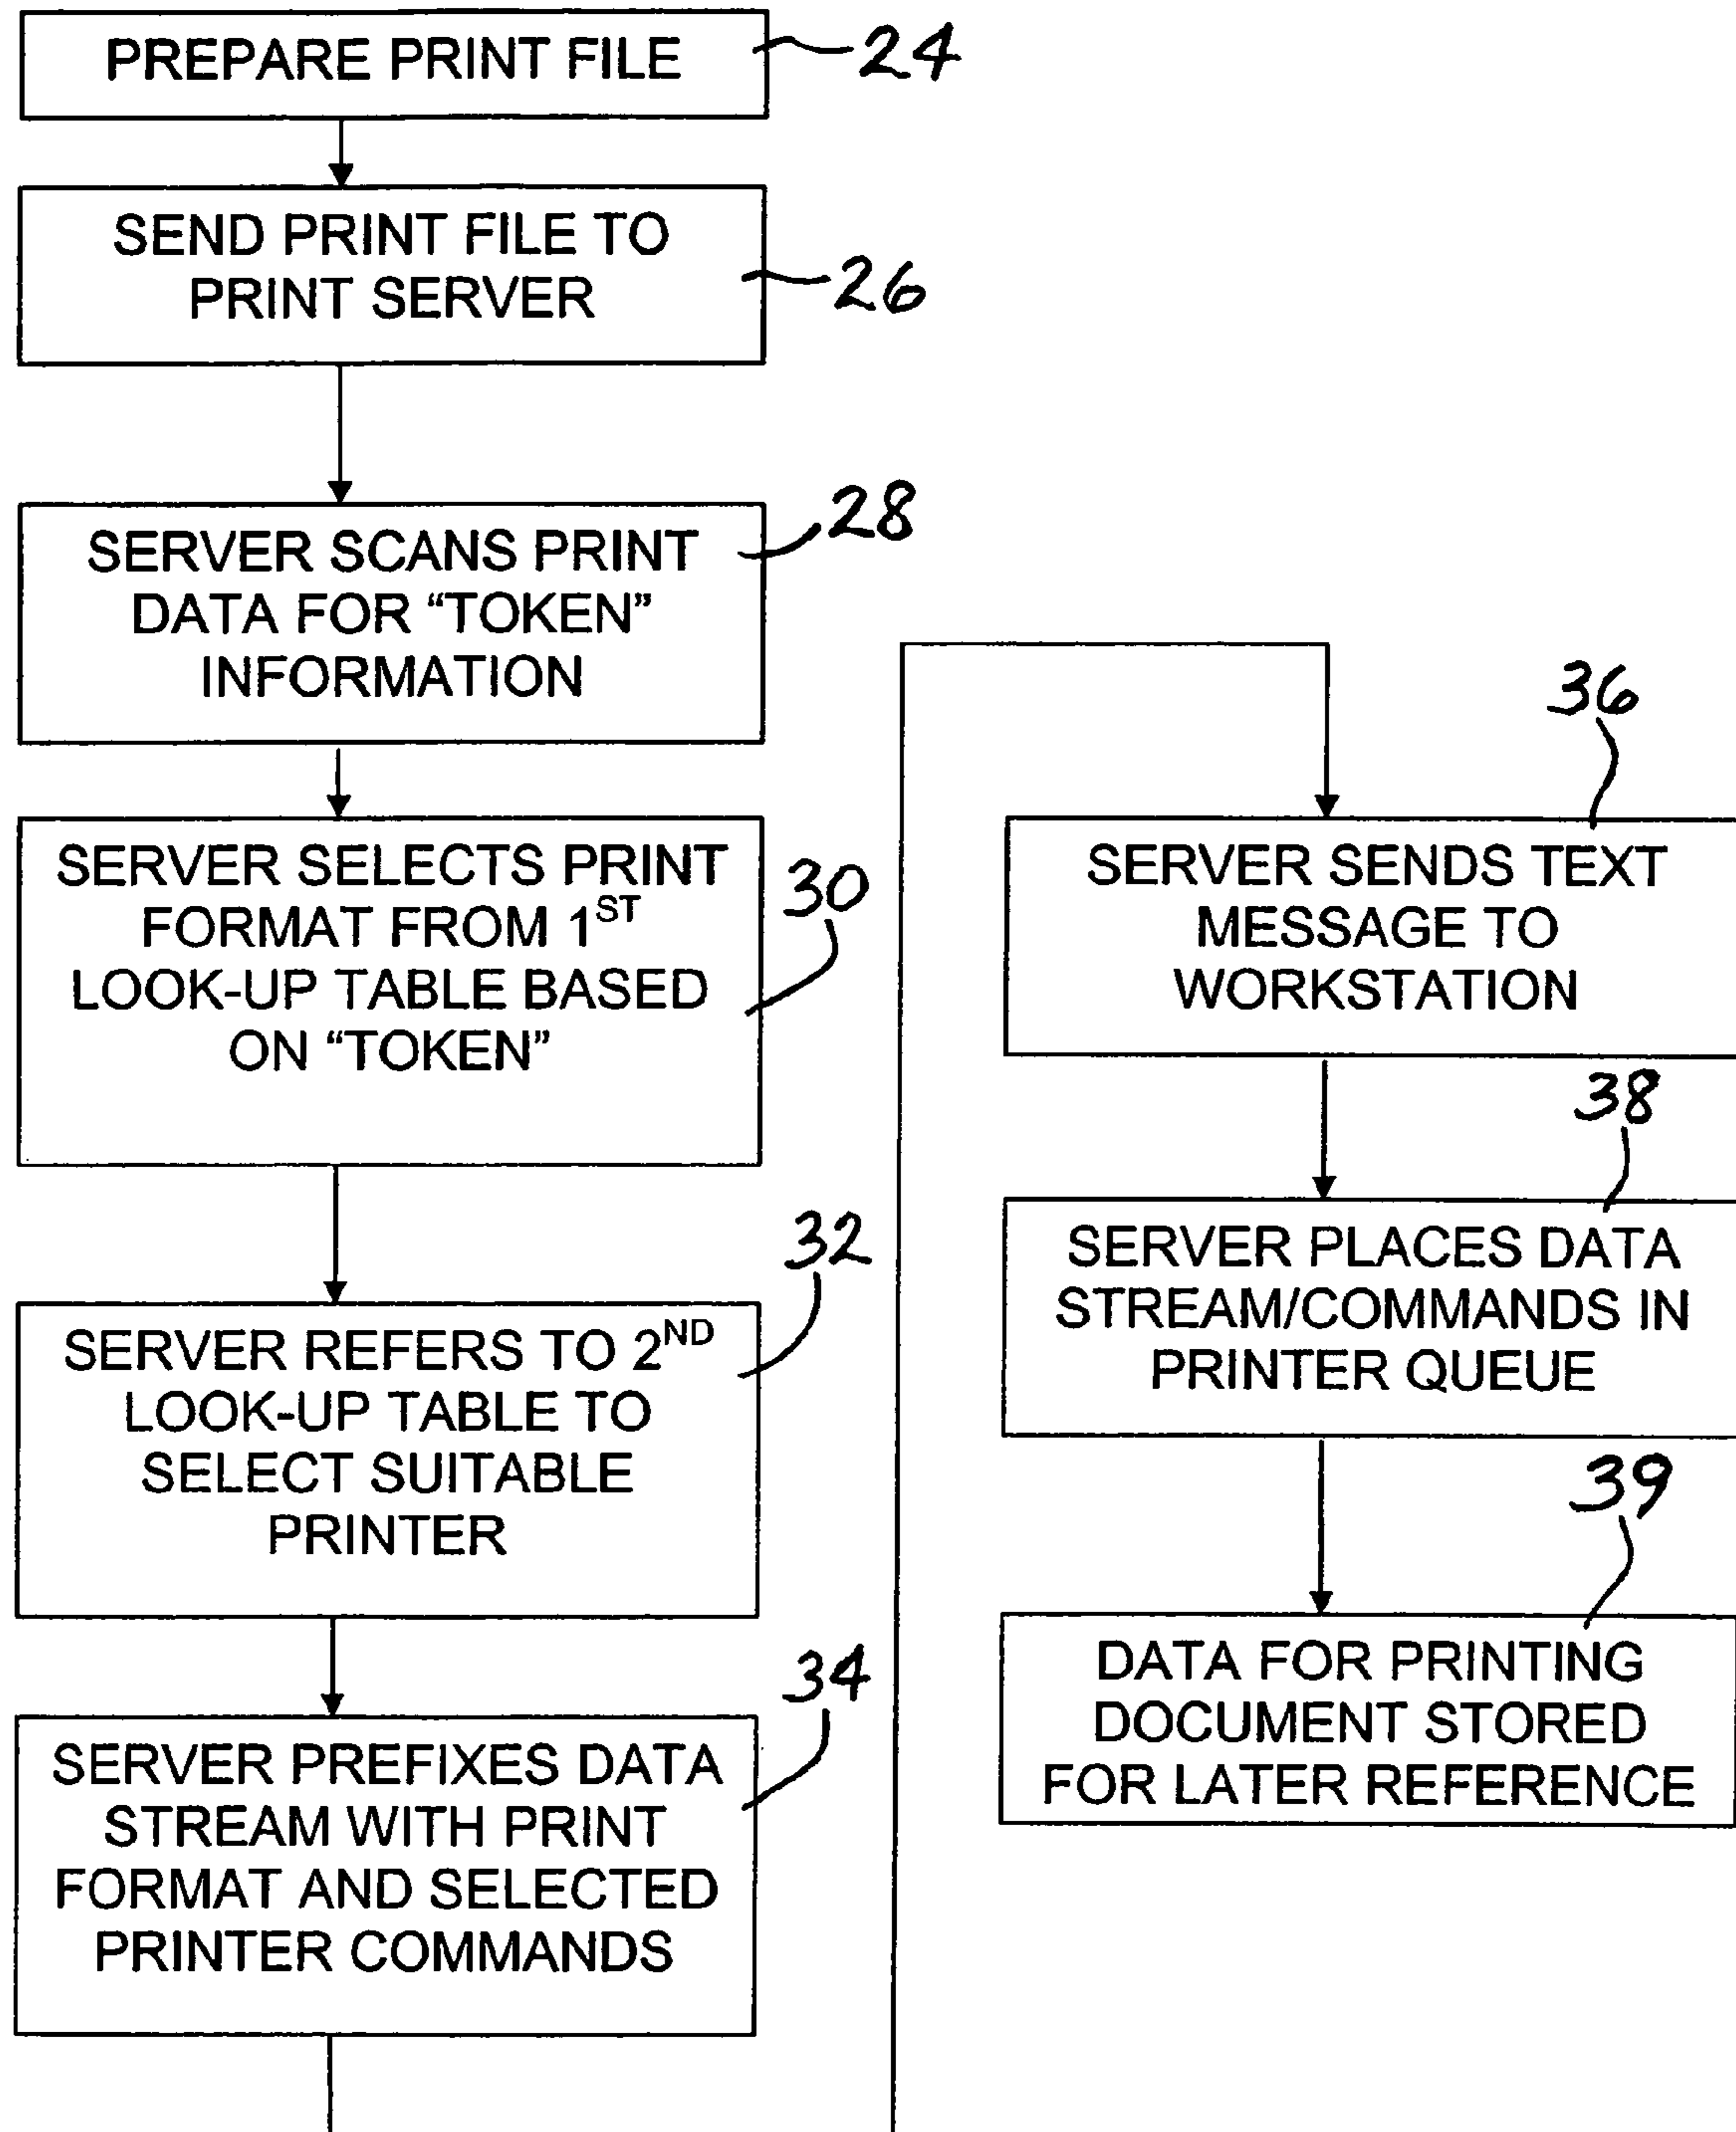 PREPARE PRINT FILE
24
SEND PRINT FILE TO
PRINT SERVER
26
SERVER SCANS PRINT
DATA FOR “TOKEN”
INFORMATION
28
SERVER SELECTS PRINT
FORMAT FROM 1ST
LOOK-UP TABLE BASED
ON “TOKEN”
30
SERVER REFERS TO 2ND
LOOK-UP TABLE TO
SELECT SUITABLE
PRINTER
32
SERVER PREFIXES DATA
STREAM WITH PRINT
FORMAT AND SELECTED
PRINTER COMMANDS
34
36
SERVER SENDS TEXT
MESSAGE TO
WORKSTATION
38
SERVER PLACES DATA
STREAM/COMMANDS IN
PRINTER QUEUE
39
DATA FOR PRINTING
DOCUMENT STORED
FOR LATER REFERENCE